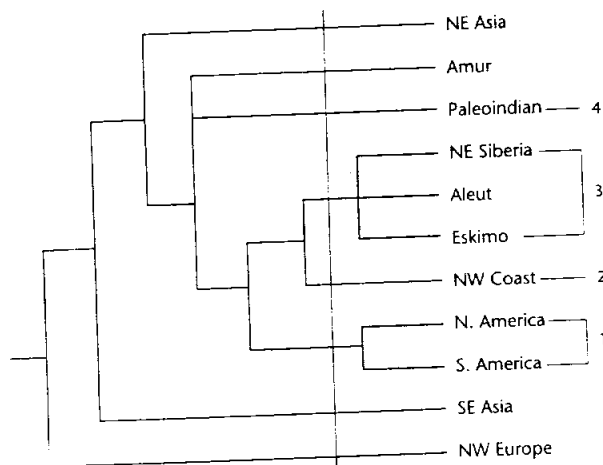 NE Asia
Amur
Paleoindian 4
NE Siberia
3
Aleut
Eskimo
NW Coast 2
N. America
1
S. America
SE Asia
NW Europe